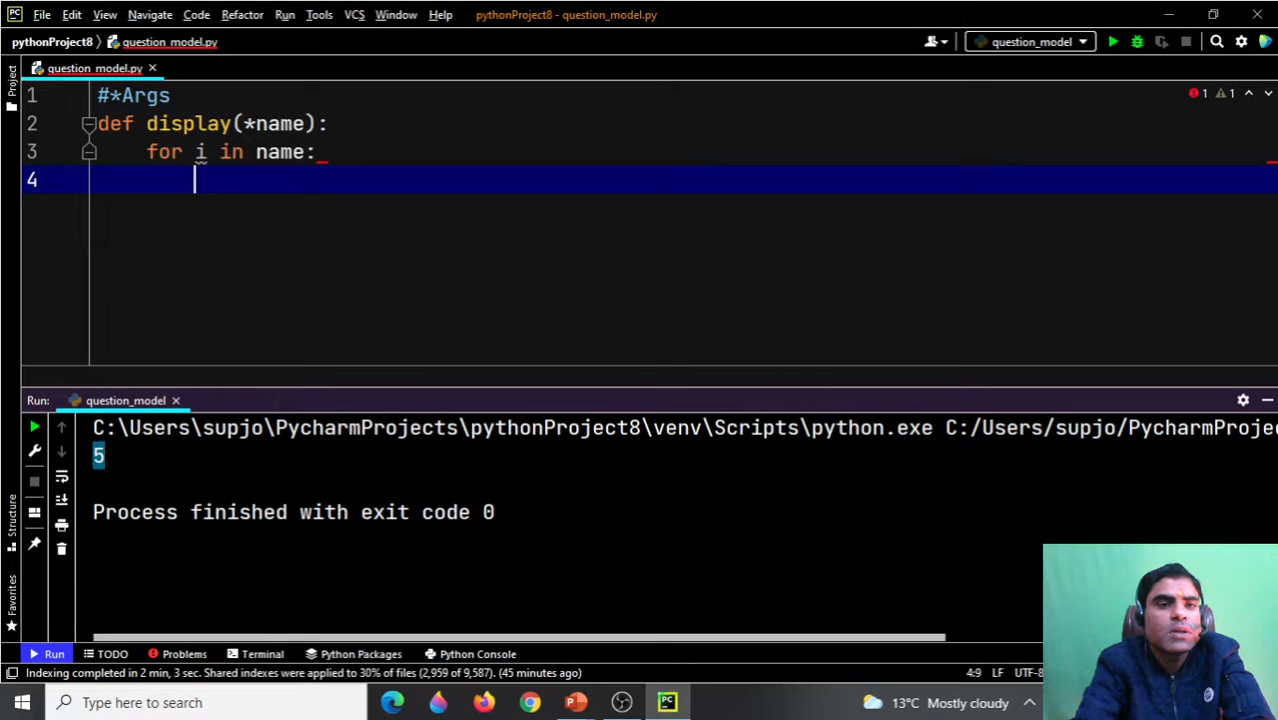 PC File Edit View Navigate Code Refactor Run Tools VCS Window Help pythonProject8 - question_model.py
pythonProject8 question_model.py question_model
question_model.py
Project
1 #*Args
1 1
2 def display(*name):
3 for i in name:
4
Run: question_model
C:\Users\supjo\PycharmProjects\pythonProject8\venv\Scripts\python.exe C:/Users/supjo/PycharmProje
5
Process finished with exit code 0
Structure
Favorites
Run TODO Problems Terminal Python Packages Python Console
Indexing completed in 2 min, 3 sec. Shared indexes were applied to 30% of files (2,959 of 9,587). (45 minutes ago) 4:9 LF UTF-8
Type here to search PC 13°C Mostly cloudy